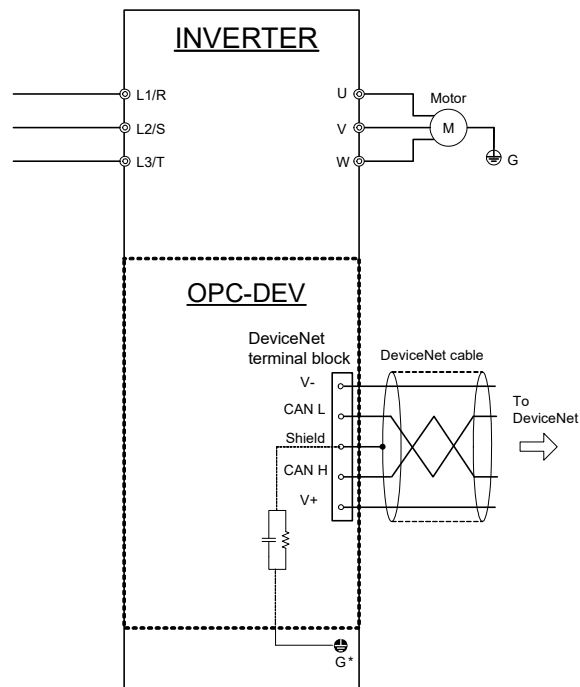 INVERTER
L1/R
U
Motor
L2/S
V
M
L3/T
W
G
OPC-DEV
DeviceNet
terminal block
DeviceNet cable
V-
CAN L
To
DeviceNet
Shield
CAN H
V+
G*